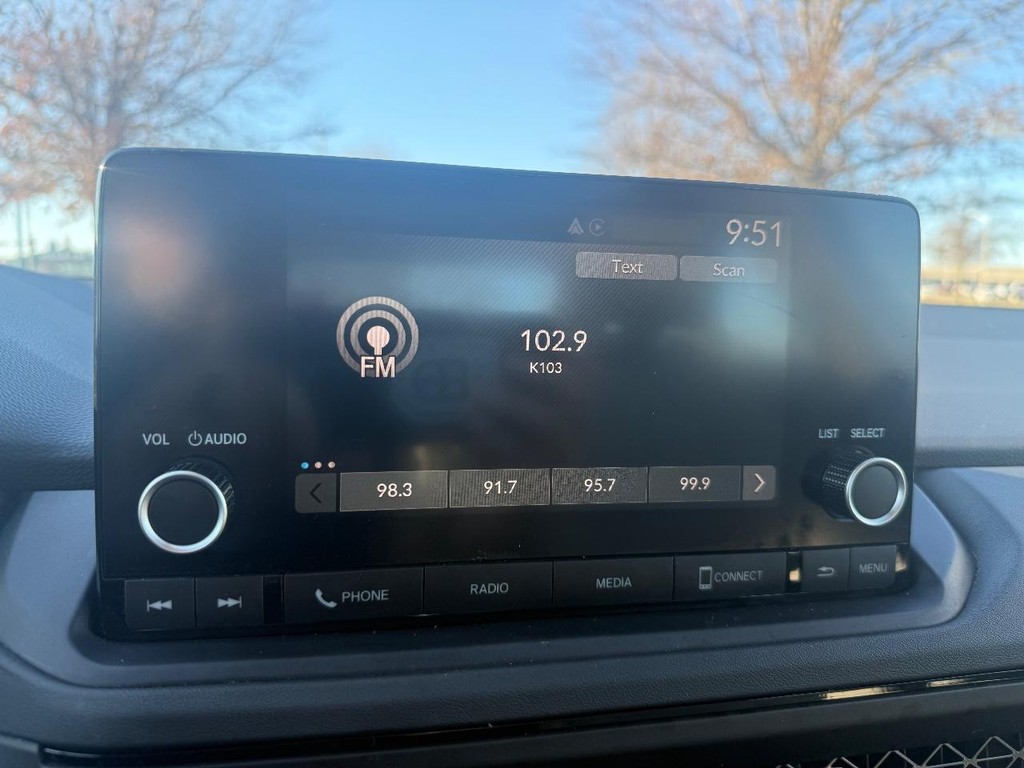 9:51
Text Scan
FM
102.9
K103
VOL AUDIO
LIST SELECT
98.3 91.7 95.7 99.9
PHONE RADIO MEDIA CONNECT MENU